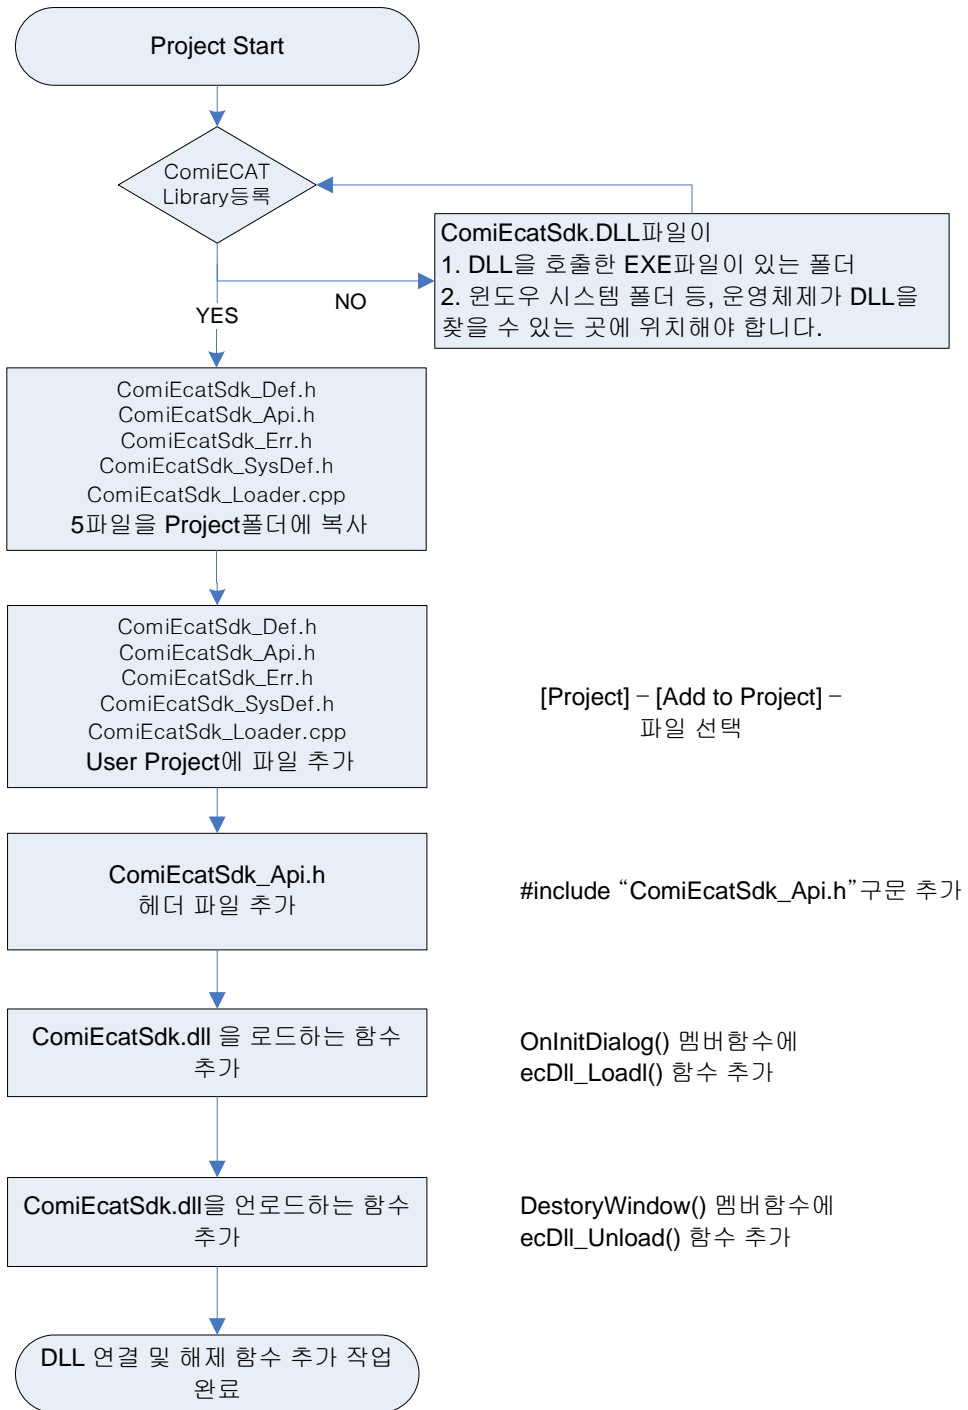 Project Start
ComiECAT
Library등록
ComiEcatSdk.DLL파일이
1. DLL을 호출한 EXE파일이 있는 폴더
2. 윈도우 시스템 폴더 등, 운영체제가 DLL을
찾을 수 있는 곳에 위치해야 합니다.
NO
YES
ComiEcatSdk_Def.h
ComiEcatSdk_Api.h
ComiEcatSdk_Err.h
ComiEcatSdk_SysDef.h
ComiEcatSdk_Loader.cpp
5파일을 Project폴더에 복사
ComiEcatSdk_Def.h
ComiEcatSdk_Api.h
ComiEcatSdk_Err.h
ComiEcatSdk_SysDef.h
ComiEcatSdk_Loader.cpp
User Project에 파일 추가
[Project] – [Add to Project] –
파일 선택
ComiEcatSdk_Api.h
헤더 파일 추가
#include “ComiEcatSdk_Api.h”구문 추가
ComiEcatSdk.dll 을 로드하는 함수
추가
OnInitDialog() 멤버함수에
ecDll_Loadl() 함수 추가
ComiEcatSdk.dll을 언로드하는 함수
추가
DestoryWindow() 멤버함수에
ecDll_Unload() 함수 추가
DLL 연결 및 해제 함수 추가 작업
완료